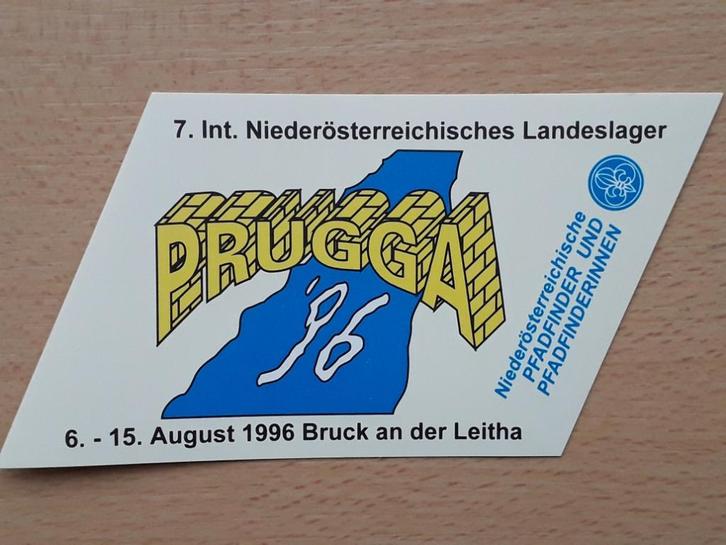 7. Int. Niederösterreichisches Landeslager
PRUGGA
'96
Niederösterreichische
PFADFINDER UND
PFADFINDERINNEN
6. - 15. August 1996 Bruck an der Leitha